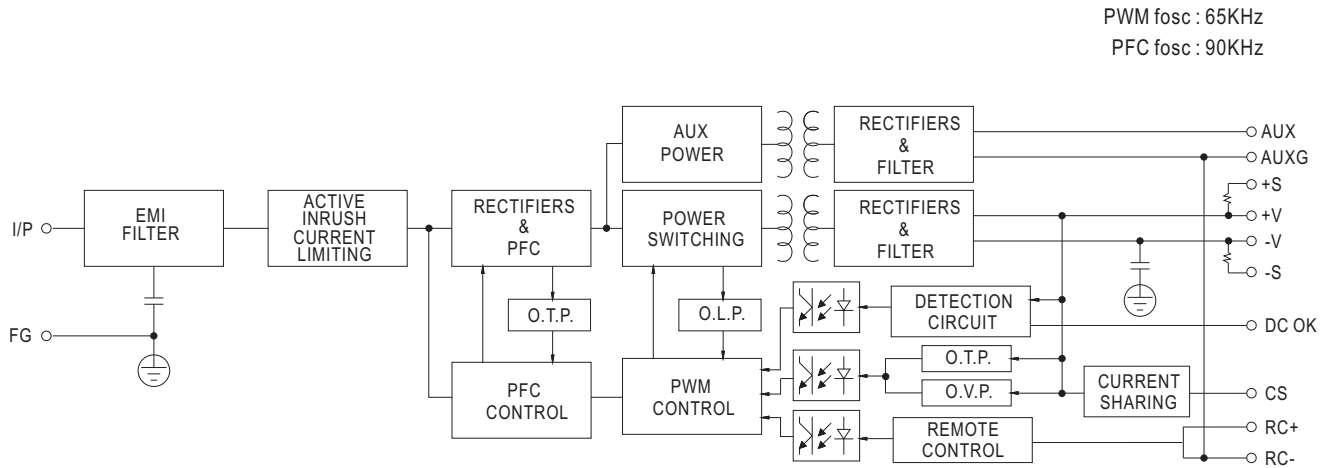 PWM fosc : 65KHz
PFC fosc : 90KHz
AUX
POWER
RECTIFIERS
&
FILTER
AUX
AUXG
+S
I/P
EMI
FILTER
ACTIVE
INRUSH
CURRENT
LIMITING
RECTIFIERS
&
PFC
POWER
SWITCHING
RECTIFIERS
&
FILTER
+V
-V
-S
O.T.P.
O.L.P.
DETECTION
CIRCUIT
DC OK
FG
PFC
CONTROL
PWM
CONTROL
O.T.P.
O.V.P.
CURRENT
SHARING
CS
REMOTE
CONTROL
RC+
RC-